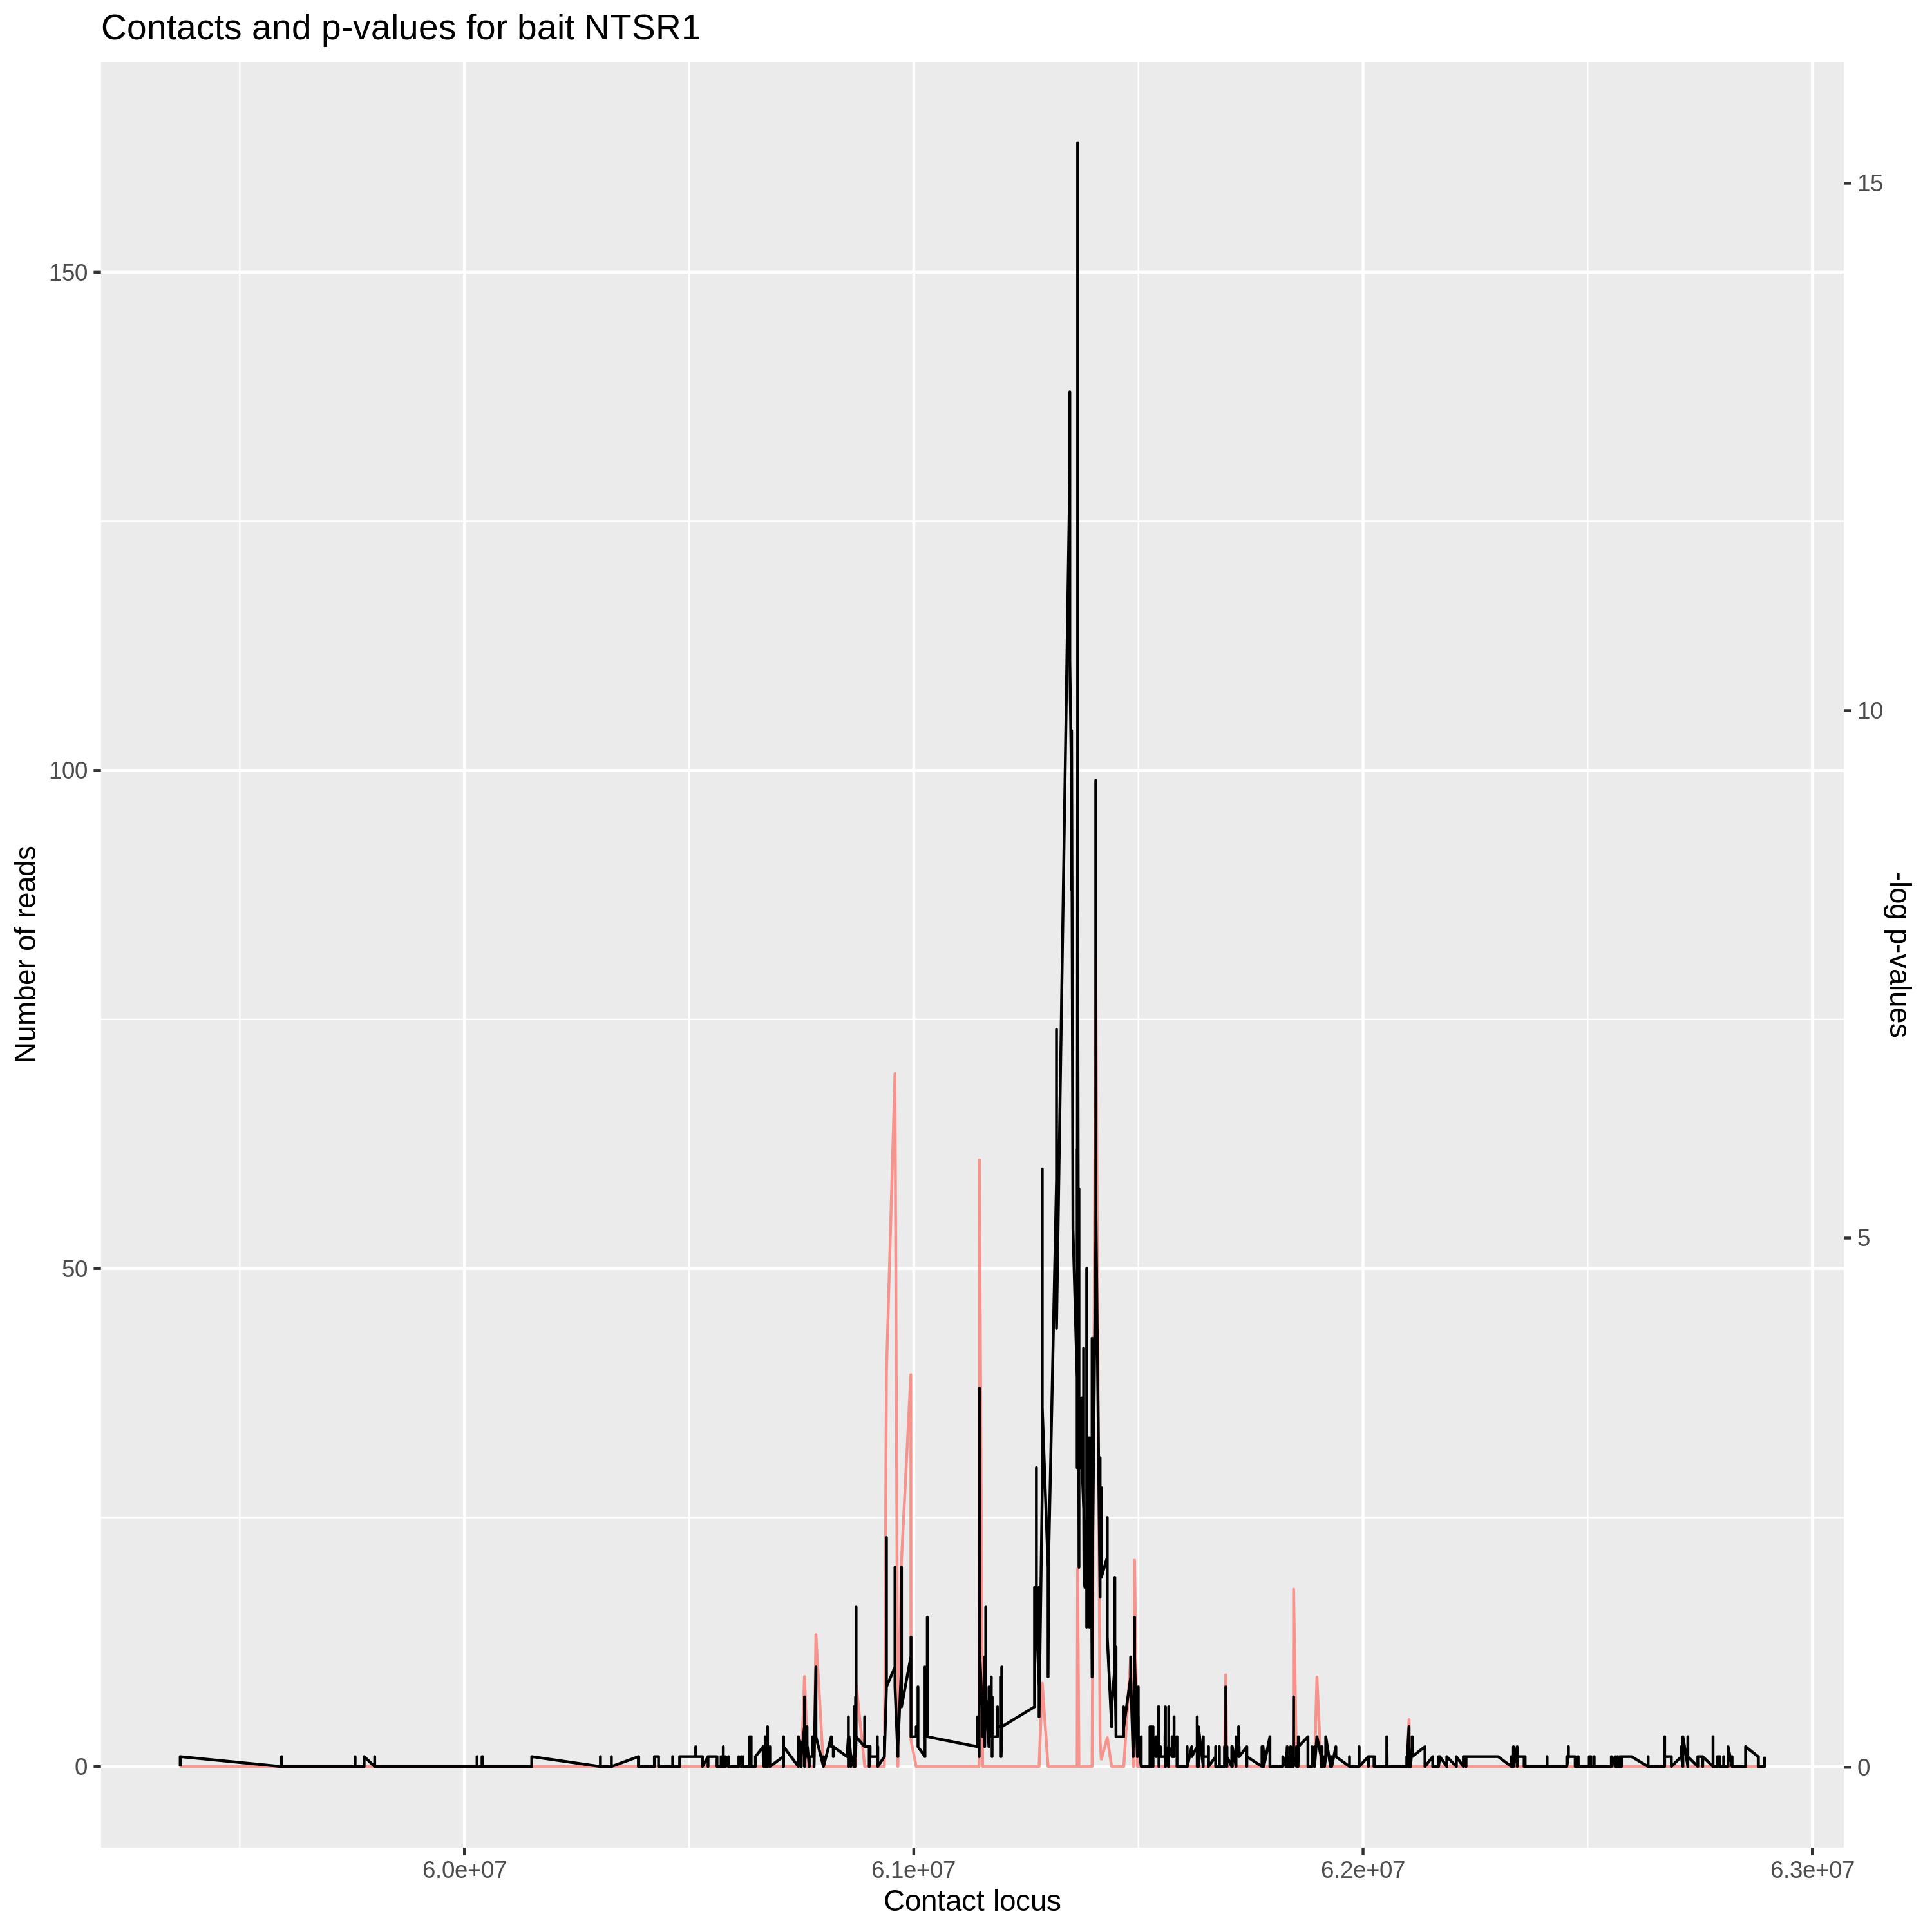 Contacts and p-values for bait NTSR1
150
100
50
0
Number of reads
15
10
5
0
-log p-values
6.0e+07
6.1e+07
6.2e+07
6.3e+07
Contact locus